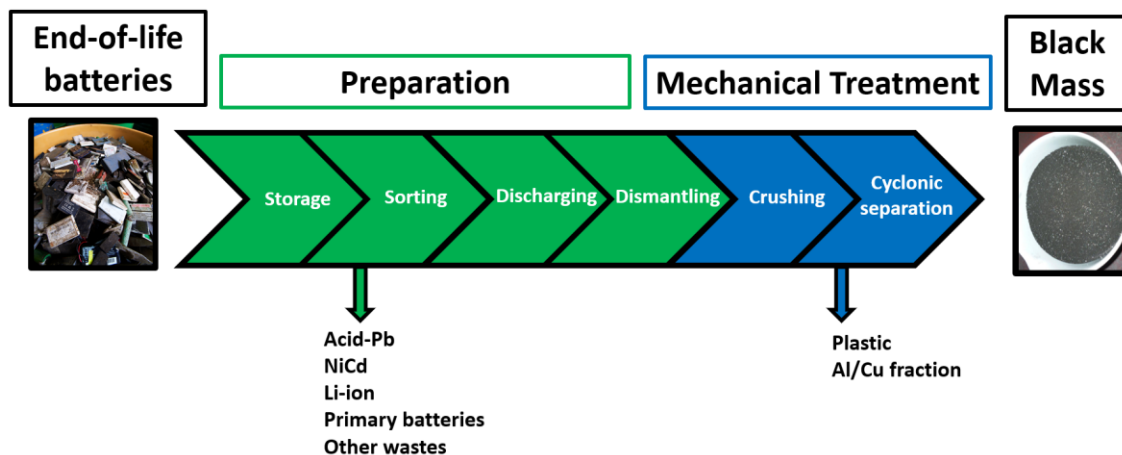 End-of-life
batteries
Preparation
Mechanical Treatment
Black
Mass
Storage
Sorting
Discharging
Dismantling
Crushing
Cyclonic
separation
Acid-Pb
NiCd
Li-ion
Primary batteries
Other wastes
Plastic
Al/Cu fraction